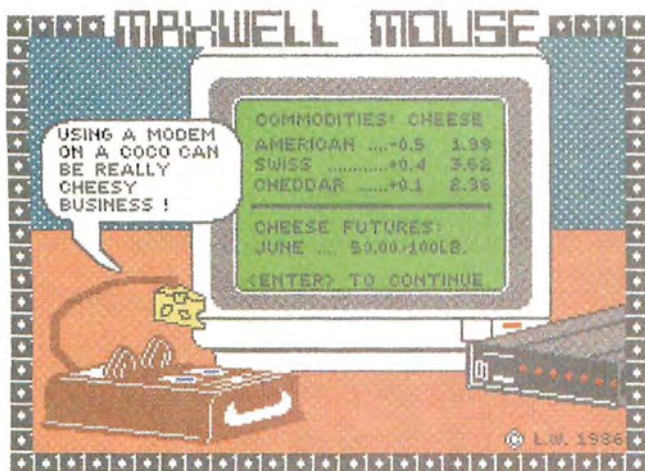 MAXWELL MOUSE
USING A MODEM
ON A COCO CAN
BE REALLY
CHEESY
BUSINESS !
COMMODITIES: CHEESE
AMERICAN ....-0.5 1.99
SWISS ............+0.4 3.62
CHEDDAR .....+0.1 2.36
CHEESE FUTURES:
JUNE .... 50.00/100LB.
<ENTER> TO CONTINUE
© L.W. 1986